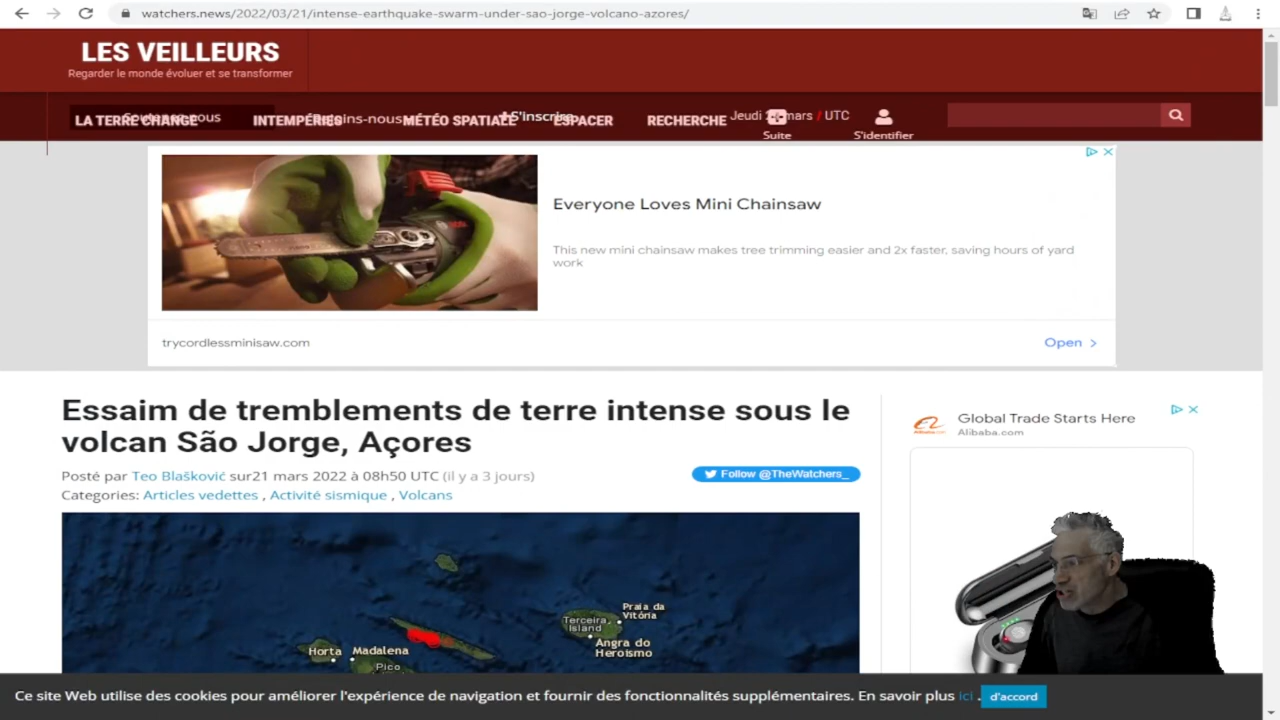 watchers.news/2022/03/21/intense-earthquake-swarm-under-sao-jorge-volcano-azores/
LES VEILLEURS
Regarder le monde évoluer et se transformer
LA TERRE CHANGE
INTEMPÉRIES
MÉTÉO SPATIALE
S'inscrire
ESPACER
RECHERCHE
Jeudi mars / UTC
Suite
S'identifier
Everyone Loves Mini Chainsaw
This new mini chainsaw makes tree trimming easier and 2x faster, saving hours of yard
work
trycordlessminisaw.com
Open >
Essaim de tremblements de terre intense sous le
volcan São Jorge, Açores
Posté par Teo Blašković sur21 mars 2022 à 08h50 UTC (il y a 3 jours)
Follow @TheWatchers_
Categories: Articles vedettes , Activité sismique , Volcans
Global Trade Starts Here
Alibaba.com
Praia da
Vitória
Terceira
Island
Angra do
Heroismo
Horta
Madalena
Pico
Ce site Web utilise des cookies pour améliorer l'expérience de navigation et fournir des fonctionnalités supplémentaires. En savoir plus ici .
d'accord